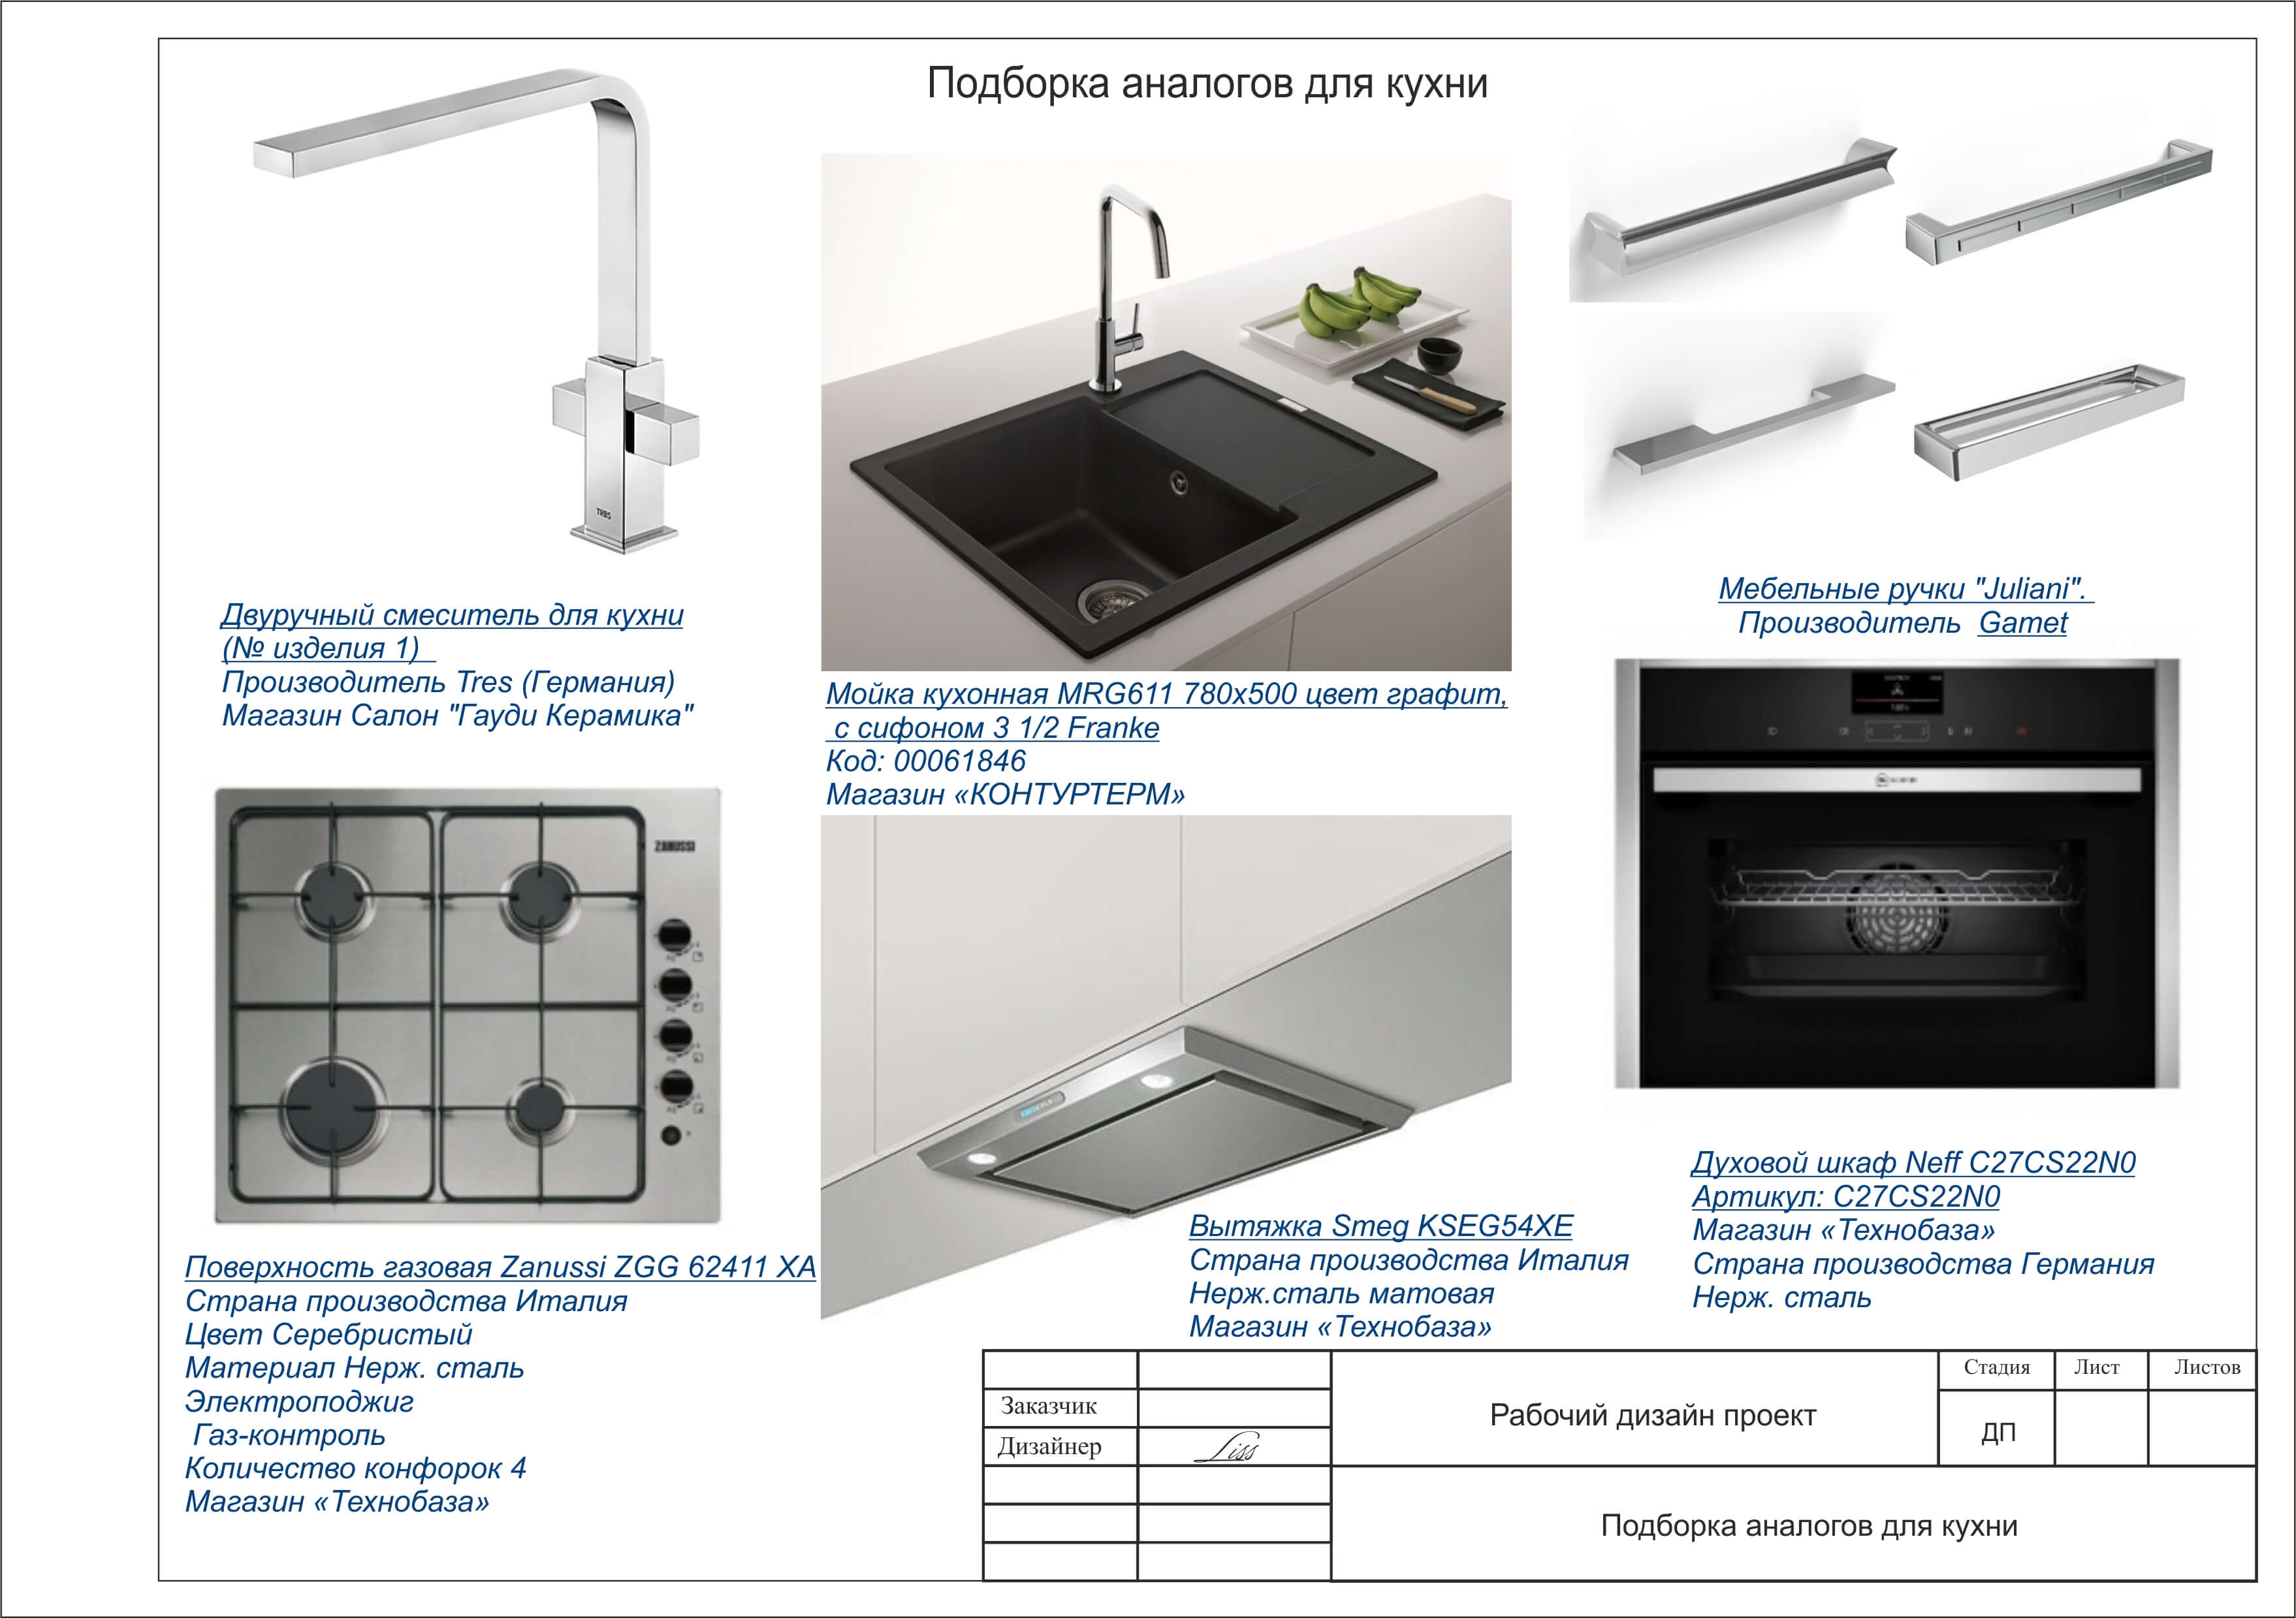 Подборка аналогов для кухни
TRES
Двуручный смеситель для кухни
(№ изделия 1)
Производитель Tres (Германия)
Магазин Салон "Гауди Керамика"
Мойка кухонная MRG611 780x500 цвет графит,
с сифоном 3 1/2 Franke
Код: 00061846
Магазин «КОНТУРТЕРМ»
Мебельные ручки "Juliani".
Производитель Gamet
ZANUSSI
Поверхность газовая Zanussi ZGG 62411 XA
Страна производства Италия
Цвет Серебристый
Материал Нерж. сталь
Электроподжиг
Газ-контроль
Количество конфорок 4
Магазин «Технобаза»
Вытяжка Smeg KSEG54XE
Страна производства Италия
Нерж.сталь матовая
Магазин «Технобаза»
Духовой шкаф Neff C27CS22N0
Артикул: C27CS22N0
Магазин «Технобаза»
Страна производства Германия
Нерж. сталь
Заказчик
Дизайнер Liss
Рабочий дизайн проект
Стадия Лист Листов
ДП
Подборка аналогов для кухни